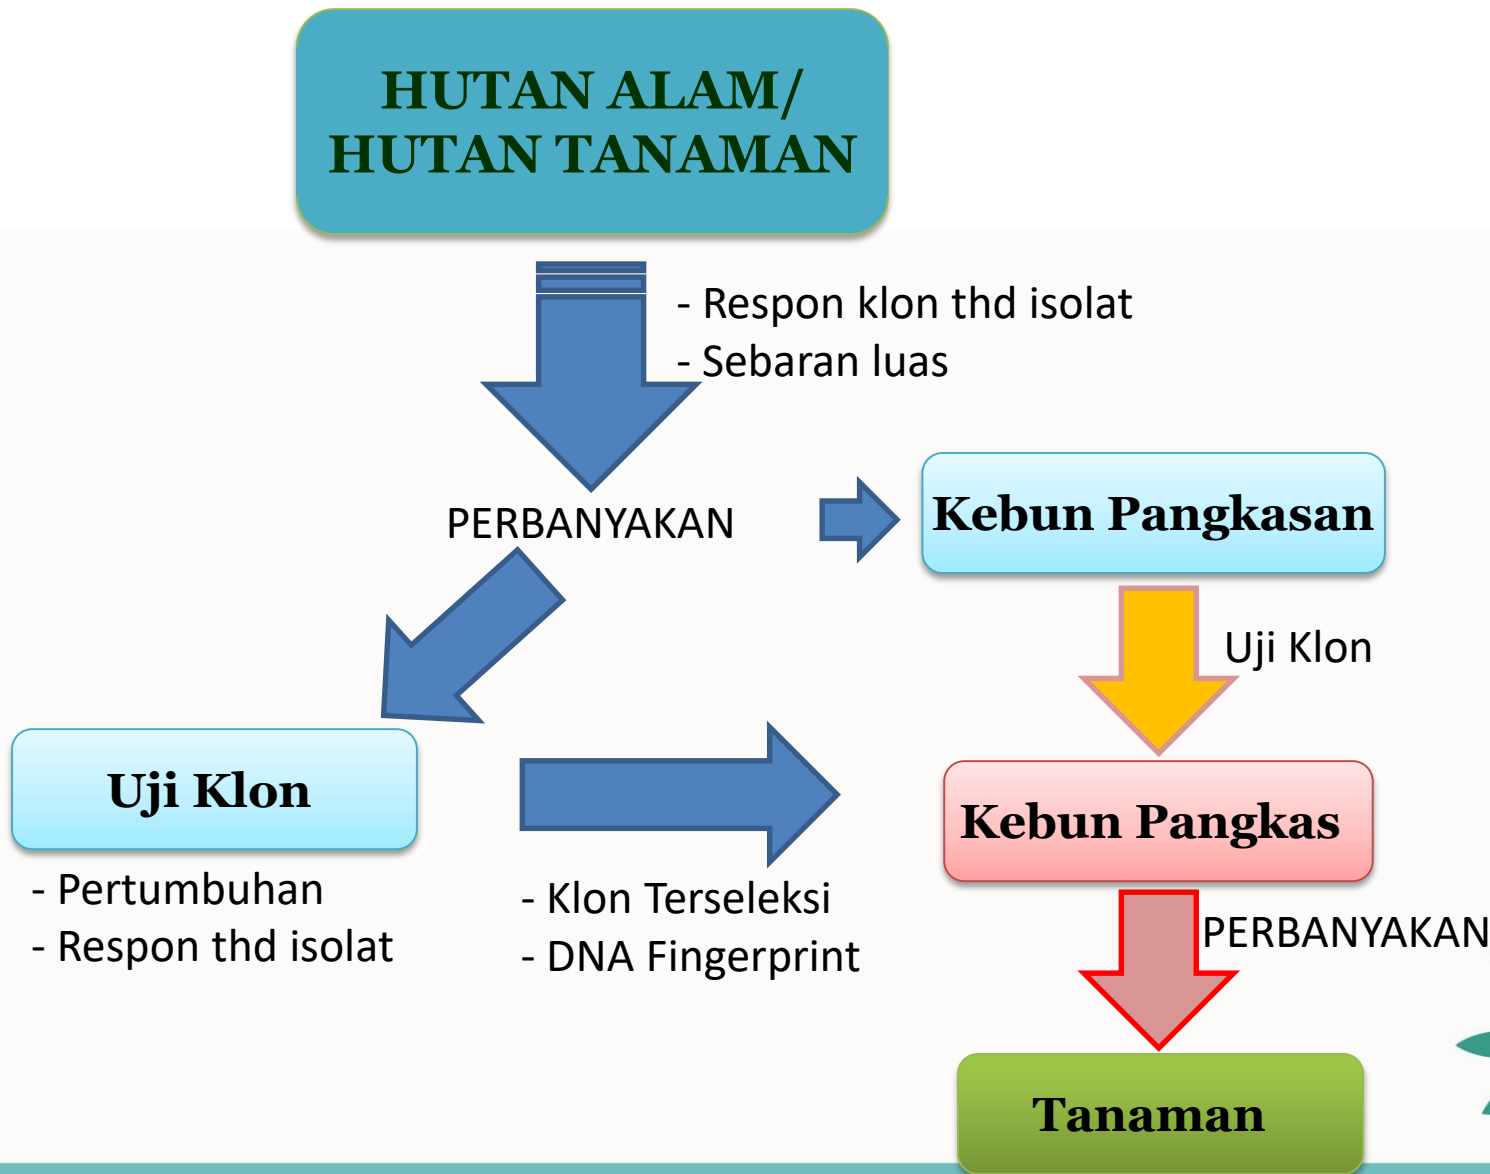 HUTAN ALAM/
HUTAN TANAMAN
- Respon klon thd isolat
- Sebaran luas
PERBANYAKAN
Kebun Pangkasan
Uji Klon
Uji Klon
- Pertumbuhan
- Respon thd isolat
- Klon Terseleksi
- DNA Fingerprint
Kebun Pangkas
PERBANYAKAN
Tanaman